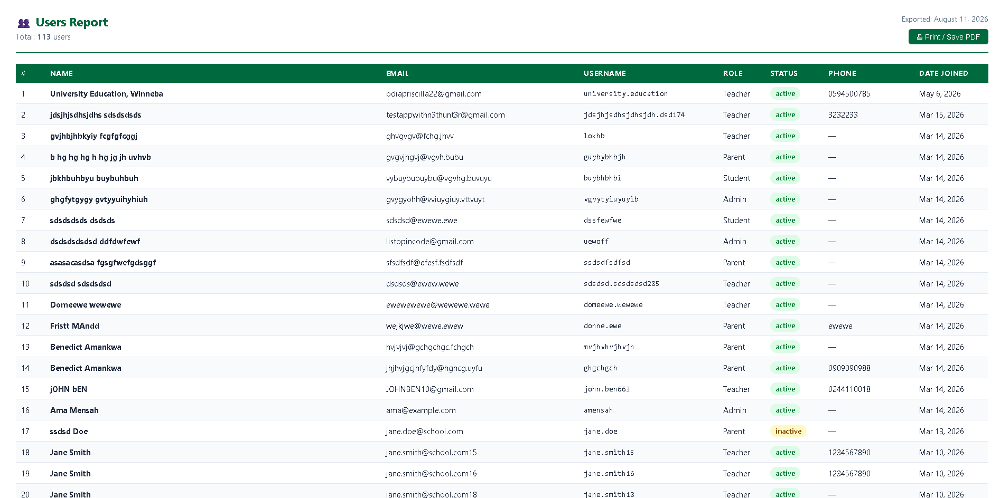 Users Report
Exported: August 11, 2026
Total: 113 users
Print / Save PDF
# NAME EMAIL USERNAME ROLE STATUS PHONE DATE JOINED
1 University Education, Winneba odiapriscilla22@gmail.com university.education Teacher active 0594500785 May 6, 2026
2 jdsjhjsdhsjdhs sdsdsdsds testappwithn3thunt3r@gmail.com jdsjhjsdhsjdhsjdh.dsd174 Teacher active 3232233 Mar 15, 2026
3 gvjhbjhbkyiy fcgfgfcggj ghvgvgv@fchg.jhvv lokhb Teacher active — Mar 14, 2026
4 b hg hg hg h hg jg jh uvhvb gvgvjhgvj@vgvh.bubu guybybhbjh Parent active — Mar 14, 2026
5 jbkhbuhbyu buybuhbuh vybuybubuybu@vgvhg.buvuyu buybhbhbi Student active — Mar 14, 2026
6 ghgfytgygy gvtyyuihyhiuh gvygyohh@vviuygiuy.vttvuyt vgvytyiuyuyib Admin active — Mar 14, 2026
7 sdsdsdsds dsdsds sdsdsd@ewewe.ewe dssfewfwe Student active — Mar 14, 2026
8 dsdsdsdsdsd ddfdwfewf listopincode@gmail.com uewoff Admin active — Mar 14, 2026
9 asasacasdsa fgsgfwefgdsggf sfsdfsdf@efesf.fsdfsdf ssdsdfsdfsd Parent active — Mar 14, 2026
10 sdsdsd sdsdsdsd dsdsds@ewew.wewe sdsdsd.sdsdsdsd285 Teacher active — Mar 14, 2026
11 Domeewe wewewe ewewewewe@wewewe.wewe domeewe.wewewe Teacher active — Mar 14, 2026
12 Fristt MAndd wejkjwe@wewe.ewew donne.ewe Parent active ewewe Mar 14, 2026
13 Benedict Amankwa hvjvjvj@gchgchgc.fchgch mvjhvhvjhvjh Parent active — Mar 14, 2026
14 Benedict Amankwa jhjhvjgcjhfyfdy@hghcg.uyfu ghgchgch Parent active 0909090988 Mar 14, 2026
15 jOHN bEN JOHNBEN10@gmail.com john.ben663 Teacher active 0244110018 Mar 14, 2026
16 Ama Mensah ama@example.com amensah Admin active — Mar 14, 2026
17 ssdsd Doe jane.doe@school.com jane.doe Parent inactive — Mar 13, 2026
18 Jane Smith jane.smith@school.com15 jane.smith15 Teacher active 1234567890 Mar 10, 2026
19 Jane Smith jane.smith@school.com16 jane.smith16 Teacher active 1234567890 Mar 10, 2026
20 Jane Smith jane.smith@school.com18 jane.smith18 Teacher active — Mar 10, 2026